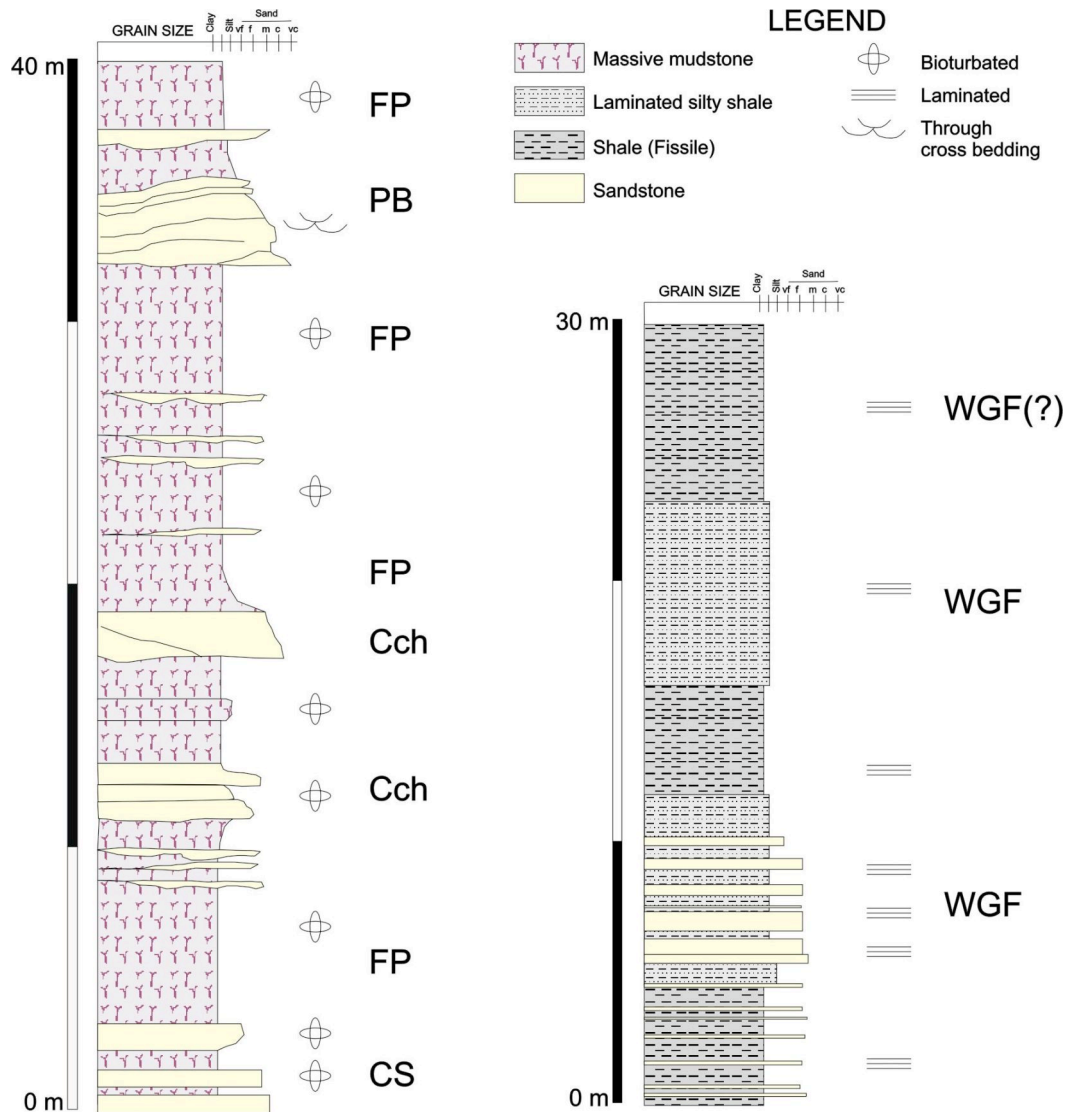 GRAIN SIZE
Clay
Silt
vf
f
Sand
m
c
vc
40 m
FP
PB
FP
FP
Cch
Cch
FP
CS
0 m
LEGEND
Massive mudstone
Laminated silty shale
Shale (Fissile)
Sandstone
Bioturbated
Laminated
Through
cross bedding
GRAIN SIZE
Clay
Silt
vf
f
Sand
m
c
vc
30 m
WGF(?)
WGF
WGF
0 m